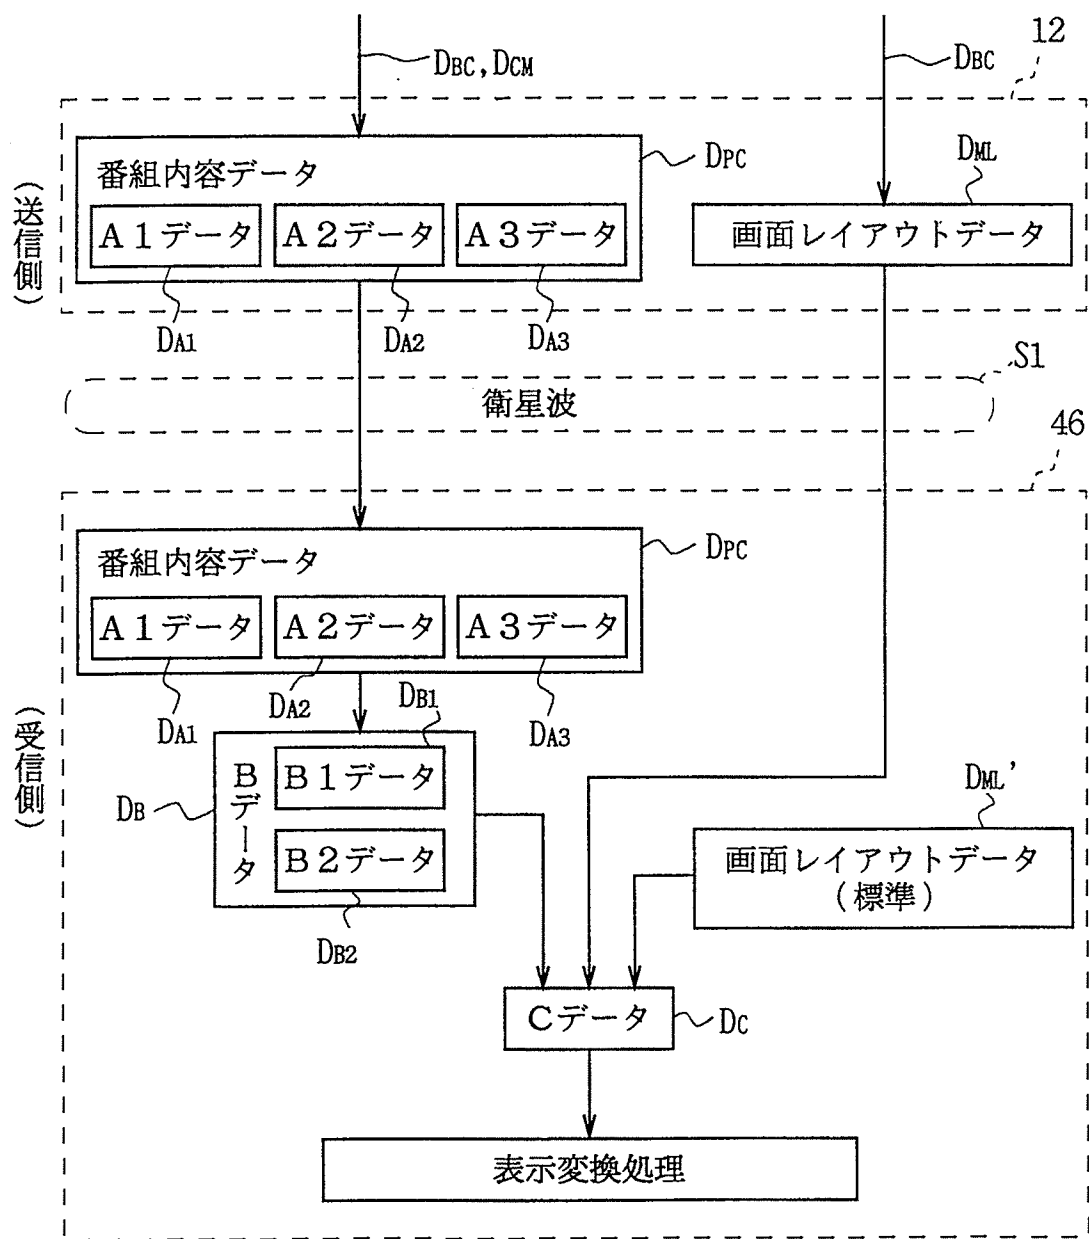 12
DBC, DCM
DBC
(送信側)
番組内容データ
DPC
A1データ
A2データ
A3データ
DA1
DA2
DA3
DML
画面レイアウトデータ
S1
衛星波
46
(受信側)
番組内容データ
DPC
A1データ
A2データ
A3データ
DA1
DA2
DA3
DB1
DB
Bデータ
B1データ
B2データ
DB2
DML'
画面レイアウトデータ
(標準)
Cデータ
DC
表示変換処理